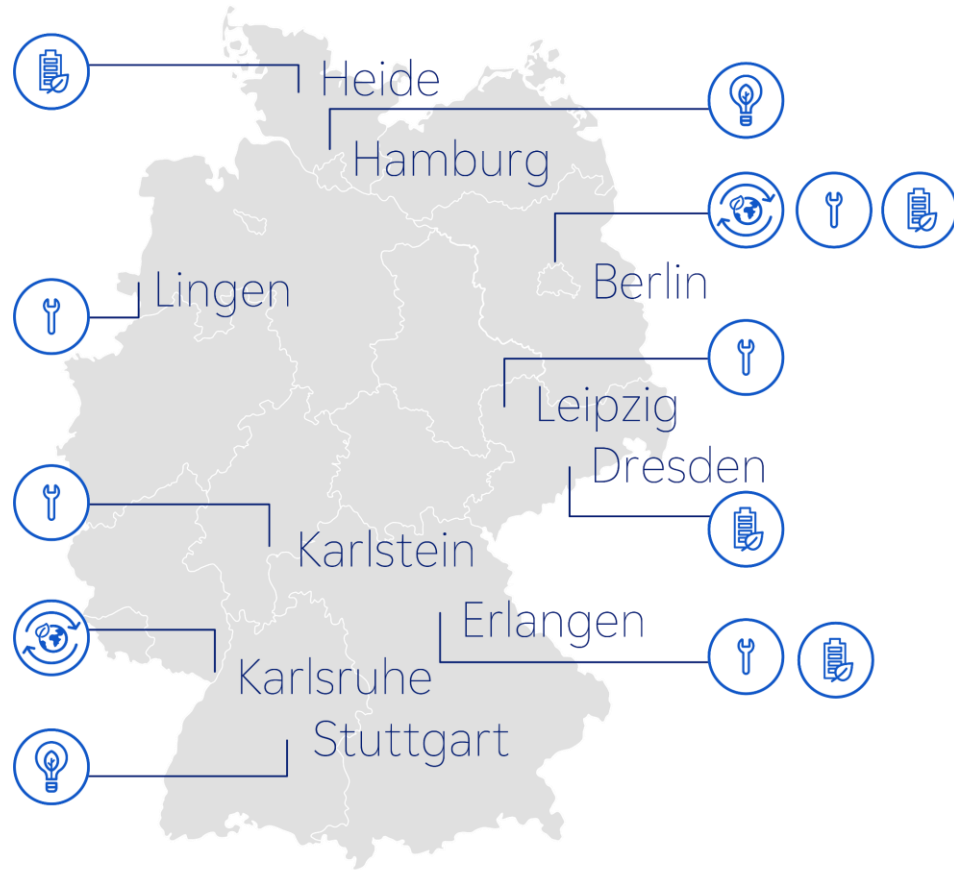 Heide
Hamburg
Lingen
Berlin
Leipzig
Dresden
Karlstein
Erlangen
Karlsruhe
Stuttgart